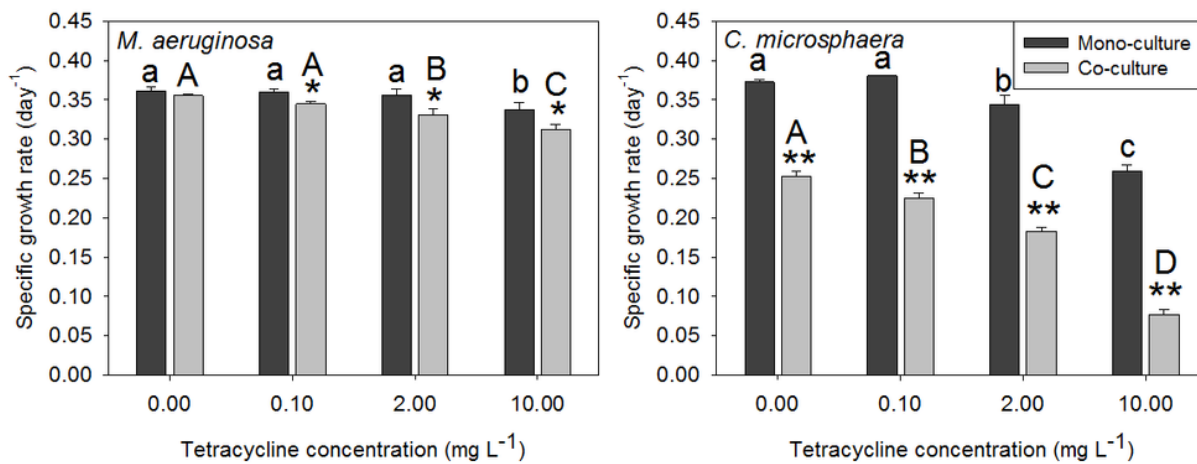 M. aeruginosa
Specific growth rate (day-1)
0.45
0.40
0.35
0.30
0.25
0.20
0.15
0.10
0.05
0.00
a A
a A
*
a B
*
b C
*
0.00 0.10 2.00 10.00
Tetracycline concentration (mg L-1)
C. microsphaera
Mono-culture
Co-culture
Specific growth rate (day-1)
0.45
0.40
0.35
0.30
0.25
0.20
0.15
0.10
0.05
0.00
a A
**
a B
**
b C
**
c D
**
0.00 0.10 2.00 10.00
Tetracycline concentration (mg L-1)